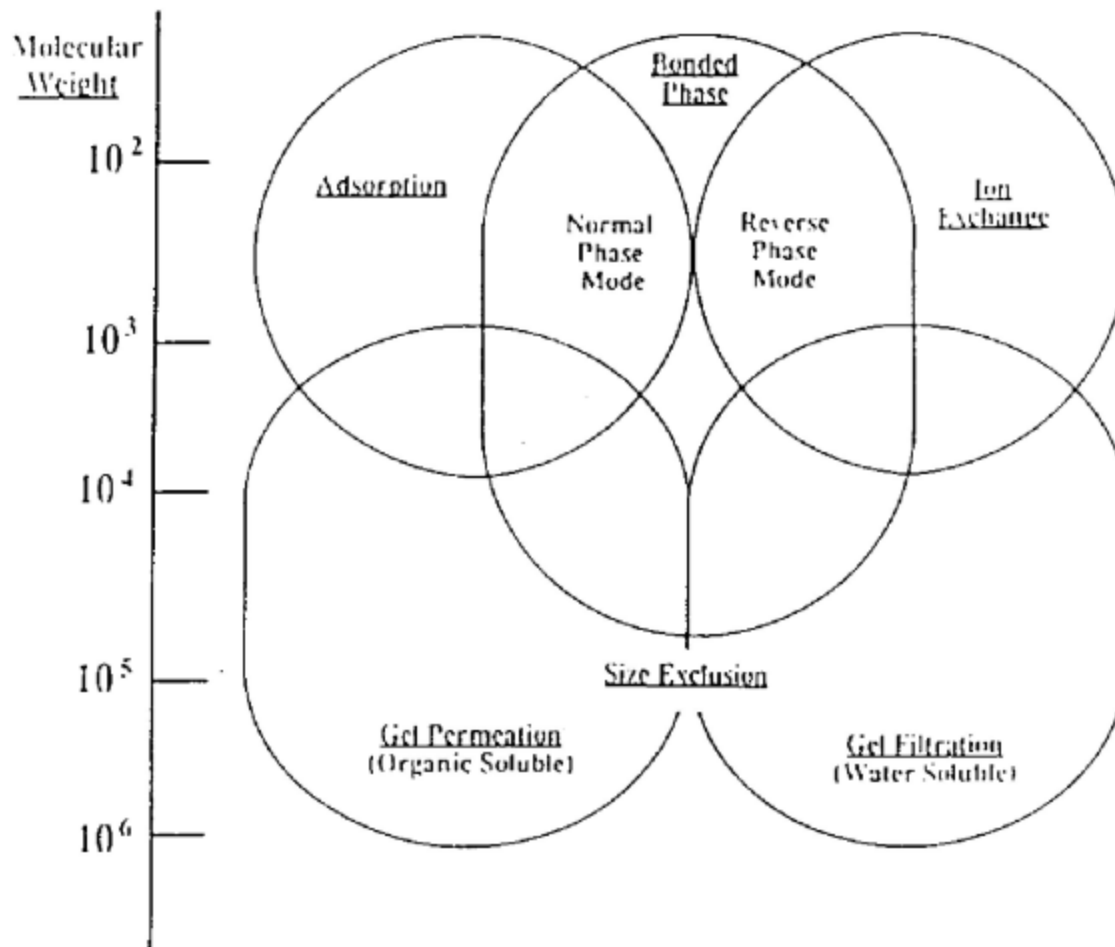 Molecular
Weight
10²
10³
10⁴
10⁵
10⁶
Bonded
Phase
Adsorption
Ion
Exchange
Normal
Phase
Mode
Reverse
Phase
Mode
Size Exclusion
Gel Permeation
(Organic Soluble)
Gel Filtration
(Water Soluble)